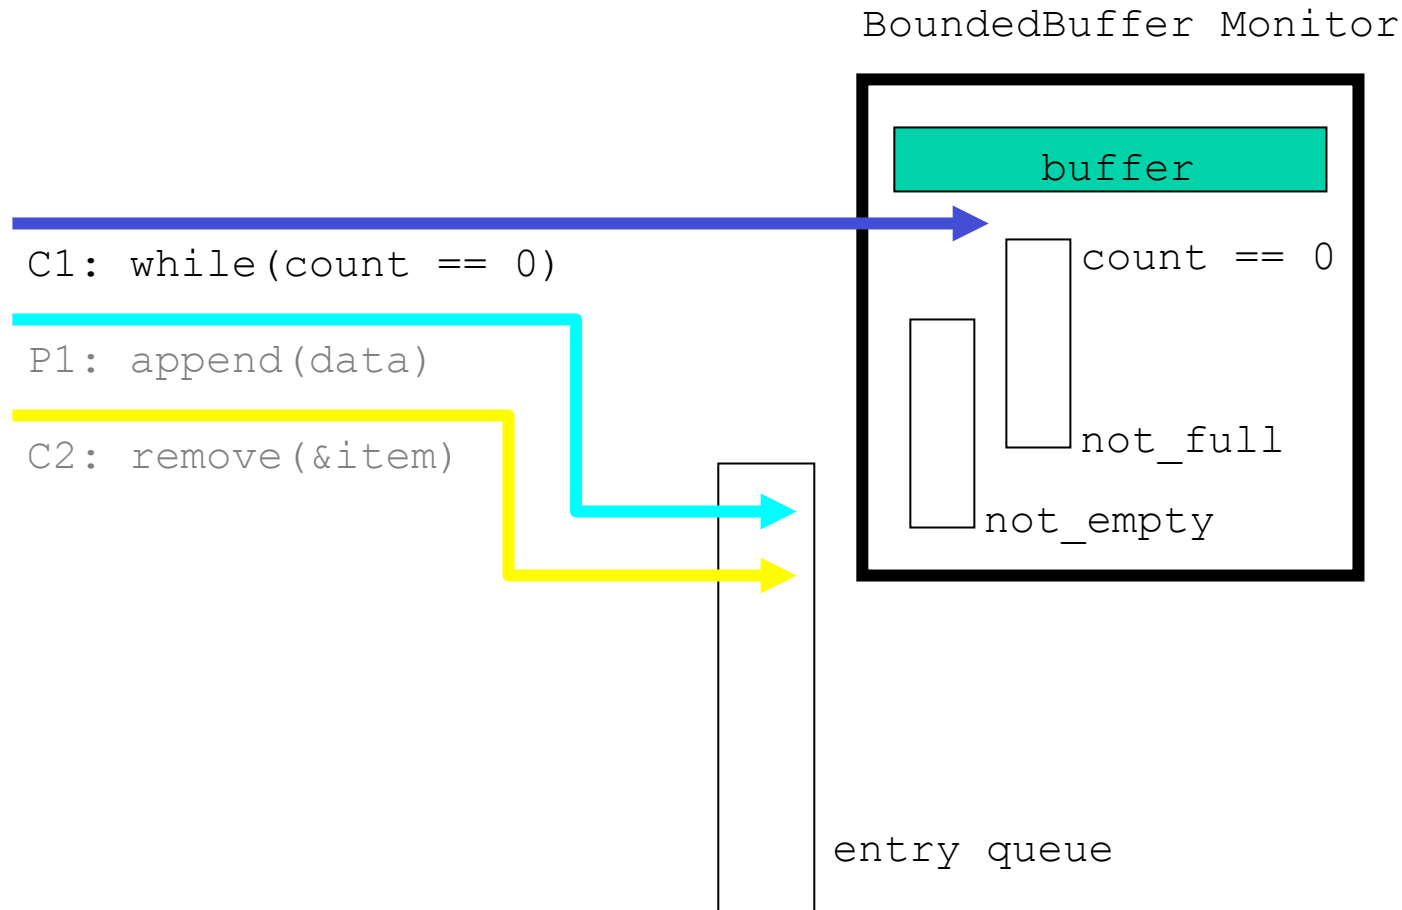 BoundedBuffer Monitor
buffer
C1: while(count == 0)
count == 0
P1: append(data)
not_full
C2: remove(&item)
not_empty
entry queue